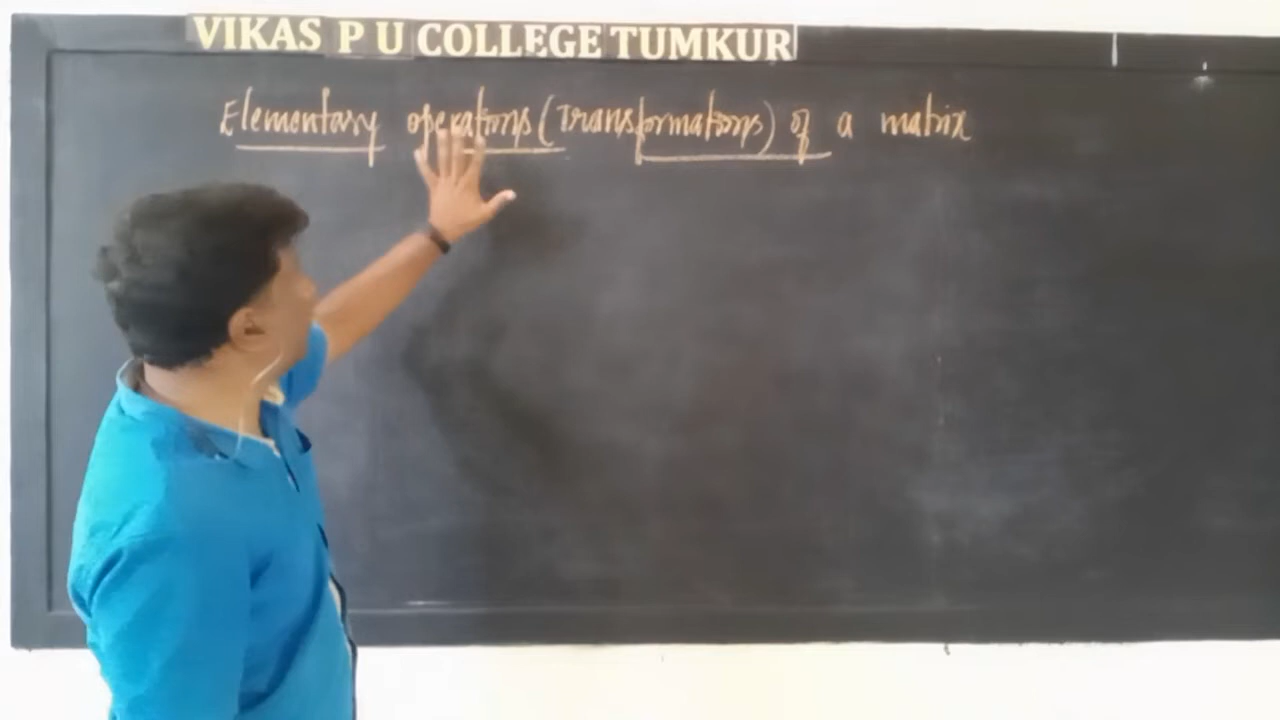 VIKAS P U COLLEGE TUMKUR
Elementary operations (Transformations) of a matrix